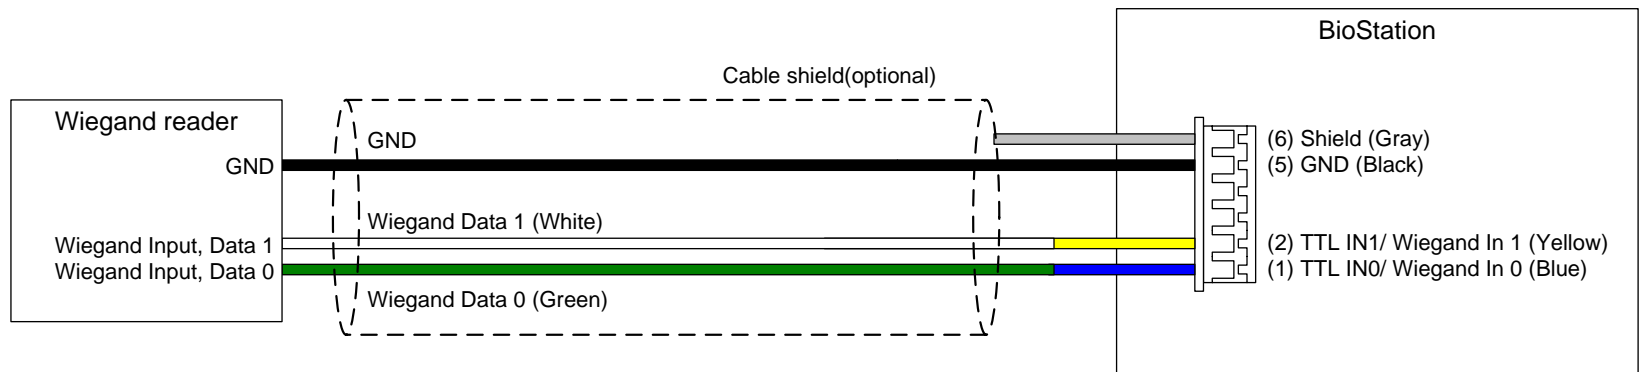 BioStation
Cable shield(optional)
Wiegand reader
GND
(6) Shield (Gray)
GND
(5) GND (Black)
Wiegand Data 1 (White)
Wiegand Input, Data 1
(2) TTL IN1/ Wiegand In 1 (Yellow)
Wiegand Input, Data 0
(1) TTL IN0/ Wiegand In 0 (Blue)
Wiegand Data 0 (Green)